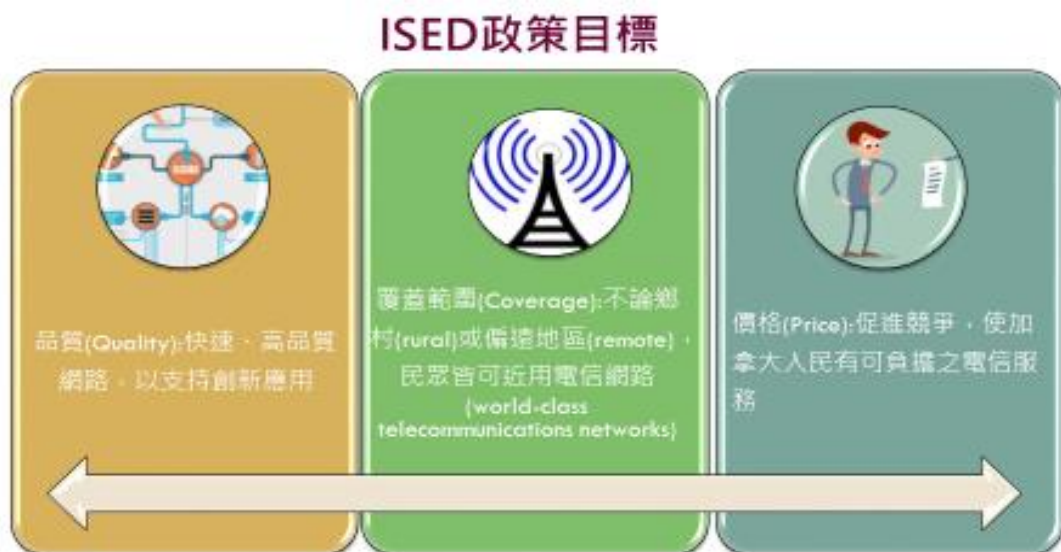 ISED政策目標
品質(Quality):快速、高品質
網路，以支持創新應用
覆蓋範圍(Coverage):不論鄉
村(rural)或偏遠地區(remote)，
民眾皆可近用電信網路
(world-class
telecommunications networks)
價格(Price):促進競爭，使加
拿大人民有可負擔之電信服
務